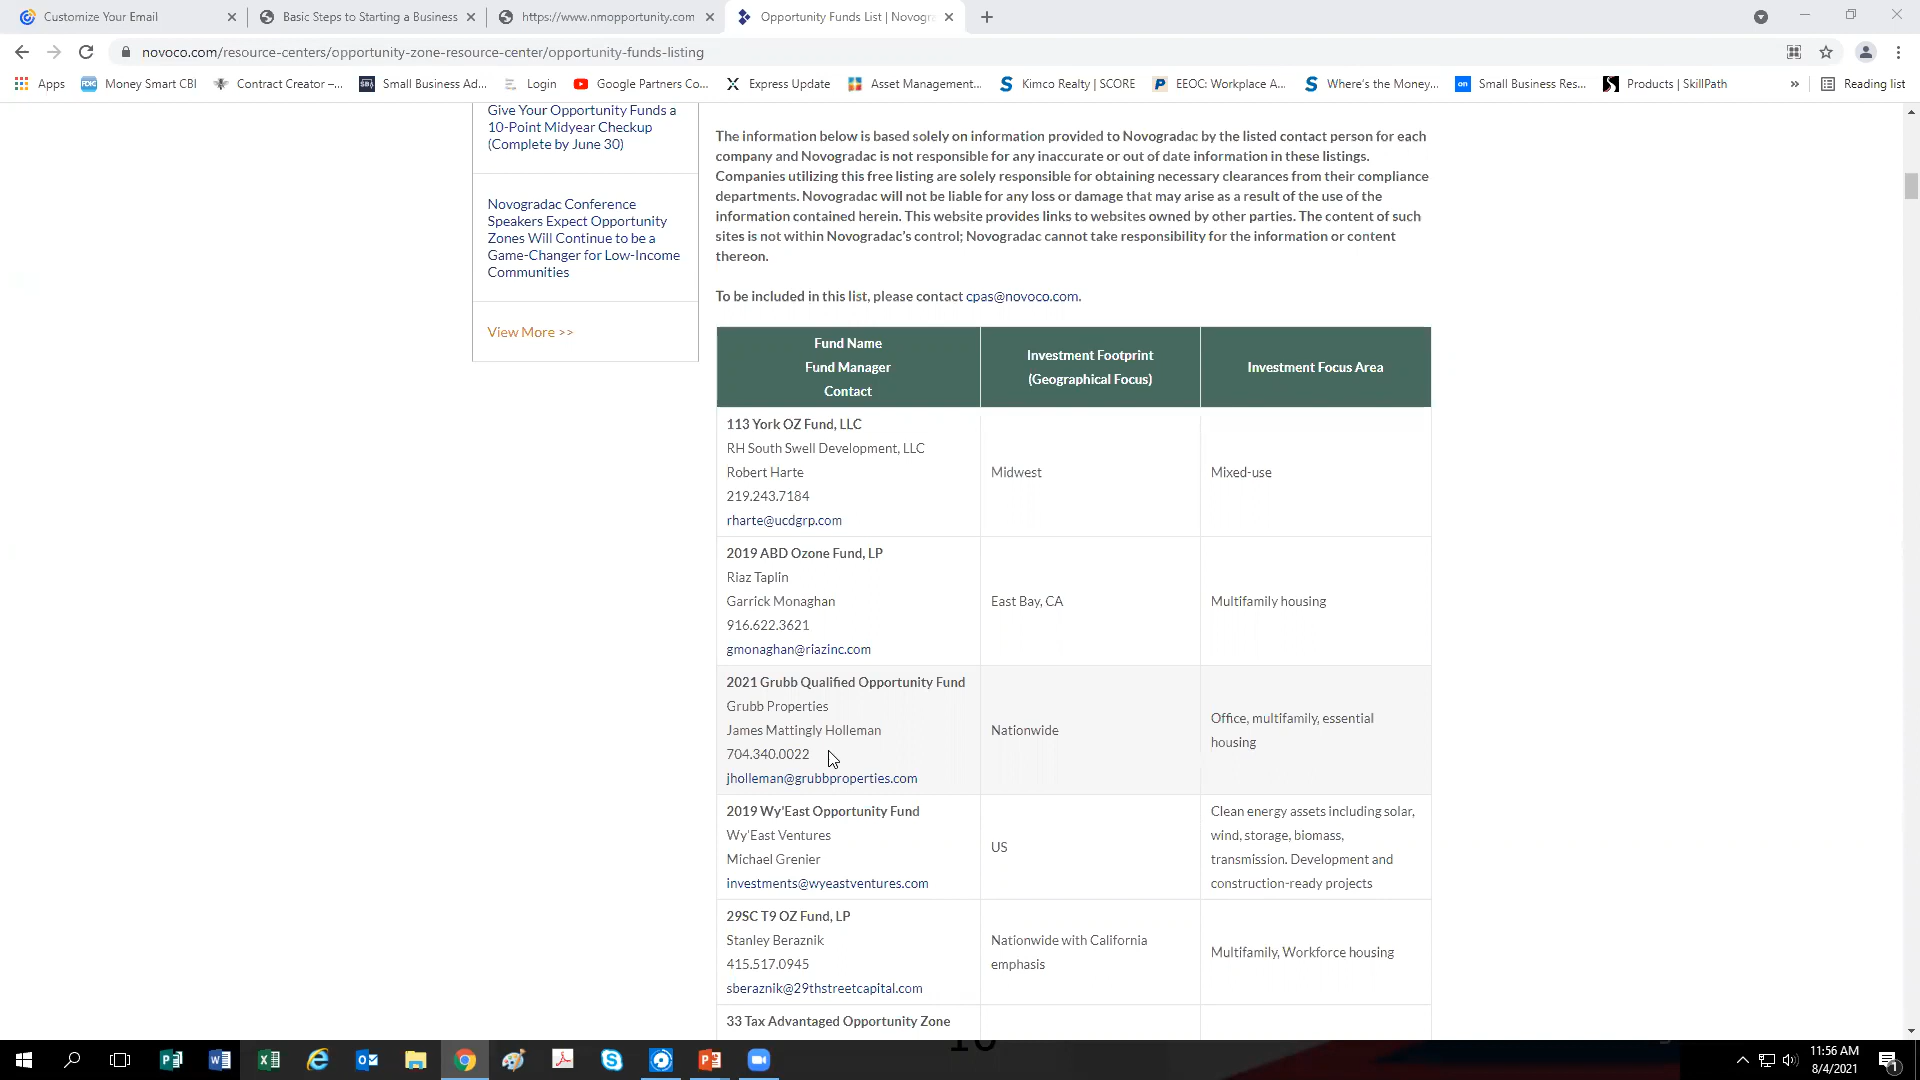 Customize Your Email
Basic Steps to Starting a Business
https://www.nmopportunity.com
Opportunity Funds List | Novogra
novoco.com/resource-centers/opportunity-zone-resource-center/opportunity-funds-listing
Apps
Money Smart CBI
Contract Creator –...
Small Business Ad...
Login
Google Partners Co...
Express Update
Asset Management...
Kimco Realty | SCORE
EEOC: Workplace A...
Where's the Money...
Small Business Res...
Products | SkillPath
»
Reading list
Give Your Opportunity Funds a
10-Point Midyear Checkup
(Complete by June 30)
Novogradac Conference
Speakers Expect Opportunity
Zones Will Continue to be a
Game-Changer for Low-Income
Communities
View More >>
The information below is based solely on information provided to Novogradac by the listed contact person for each
company and Novogradac is not responsible for any inaccurate or out of date information in these listings.
Companies utilizing this free listing are solely responsible for obtaining necessary clearances from their compliance
departments. Novogradac will not be liable for any loss or damage that may arise as a result of the use of the
information contained herein. This website provides links to websites owned by other parties. The content of such
sites is not within Novogradac's control; Novogradac cannot take responsibility for the information or content
thereon.
To be included in this list, please contact cpas@novoco.com.
Fund Name
Fund Manager
Contact
Investment Footprint
(Geographical Focus)
Investment Focus Area
113 York OZ Fund, LLC
RH South Swell Development, LLC
Robert Harte
219.243.7184
rharte@ucdgrp.com
Midwest
Mixed-use
2019 ABD Ozone Fund, LP
Riaz Taplin
Garrick Monaghan
916.622.3621
gmonaghan@riazinc.com
East Bay, CA
Multifamily housing
2021 Grubb Qualified Opportunity Fund
Grubb Properties
James Mattingly Holleman
704.340.0022
jholleman@grubbproperties.com
Nationwide
Office, multifamily, essential
housing
2019 Wy'East Opportunity Fund
Wy'East Ventures
Michael Grenier
investments@wyeastventures.com
US
Clean energy assets including solar,
wind, storage, biomass,
transmission. Development and
construction-ready projects
29SC T9 OZ Fund, LP
Stanley Beraznik
415.517.0945
sberaznik@29thstreetcapital.com
Nationwide with California
emphasis
Multifamily, Workforce housing
33 Tax Advantaged Opportunity Zone
11:56 AM
8/4/2021